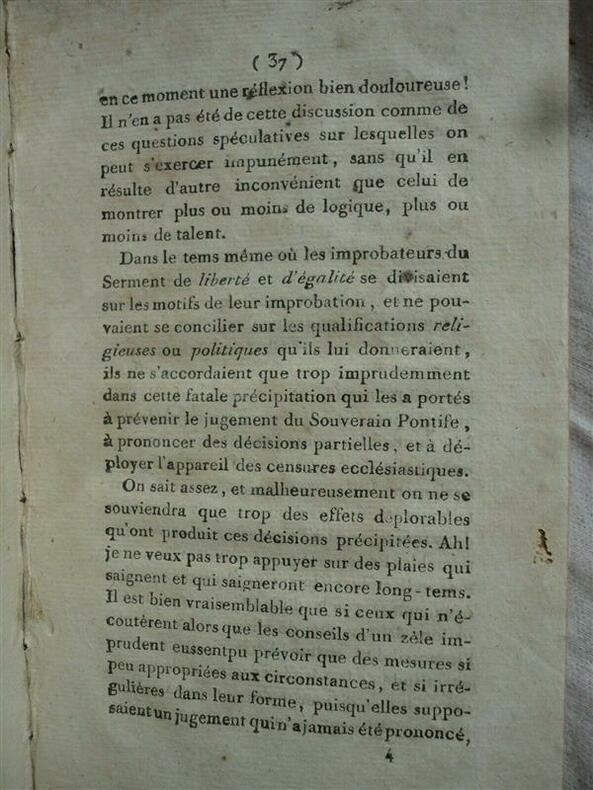 ( 37 )
en ce moment une réflexion bien douloureuse !
Il n'en a pas été de cette discussion comme de
ces questions spéculatives sur lesquelles on
peut s'exercer impunément, sans qu'il en
résulte d'autre inconvénient que celui de
montrer plus ou moins de logique, plus ou
moins de talent.
Dans le tems même où les improbateurs du
Serment de liberté et d'égalité se divisaient
sur les motifs de leur improbation, et ne pou-
vaient se concilier sur les qualifications reli-
gieuses ou politiques qu'ils lui donneraient,
ils ne s'accordaient que trop imprudemment
dans cette fatale précipitation qui les a portés
à prévenir le jugement du Souverain Pontife,
à prononcer des décisions partielles, et à dé-
ployer l'appareil des censures ecclésiastiques.
On sait assez, et malheureusement on ne se
souviendra que trop des effets déplorables
qu'ont produit ces décisions précipitées. Ah!
je ne veux pas trop appuyer sur des plaies qui
saignent et qui saigneront encore long-tems.
Il est bien vraisemblable que si ceux qui n'é-
coutèrent alors que les conseils d'un zèle im-
prudent eussent pu prévoir que des mesures si
peu appropriées aux circonstances, et si irré-
gulières dans leur forme, puisqu'elles suppo-
saient un jugement qui n'a jamais été prononcé,
4